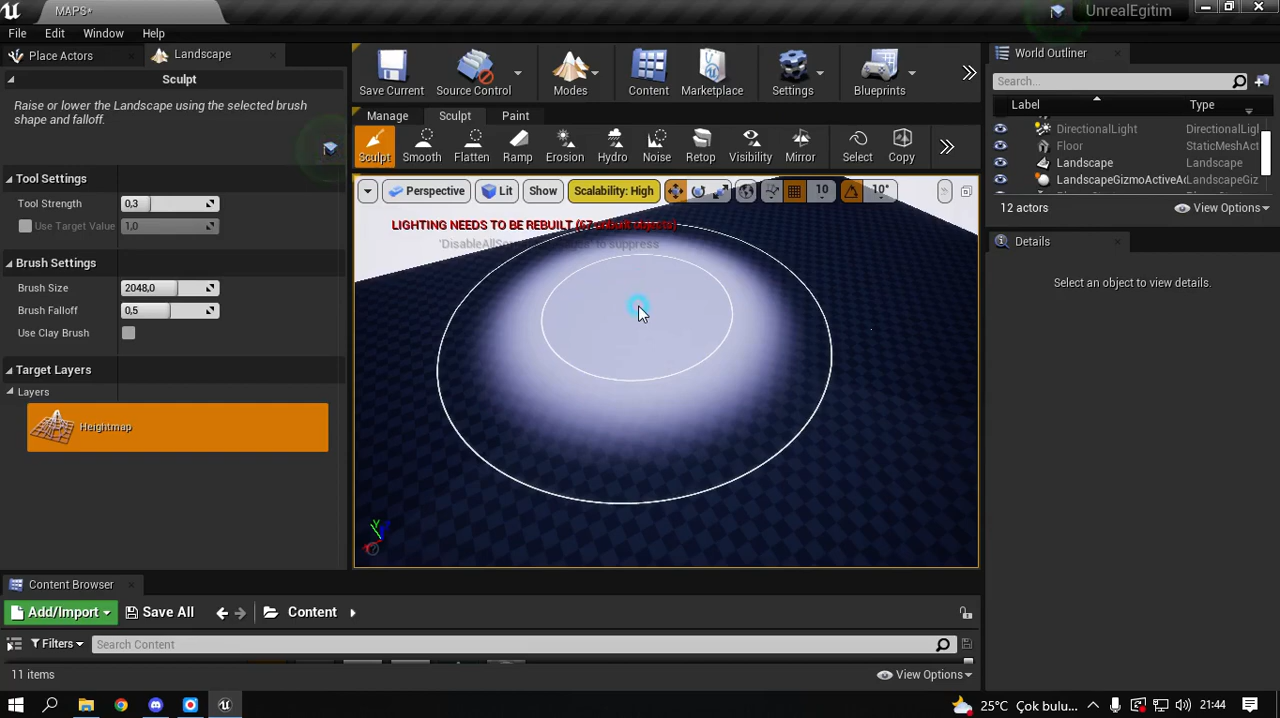 MAPS*
UnrealEgitim
File Edit Window Help
Place Actors
Landscape
Sculpt
Raise or lower the Landscape using the selected brush
shape and falloff.
Tool Settings
Tool Strength 0,3
Use Target Value 1,0
Brush Settings
Brush Size 2048,0
Brush Falloff 0,5
Use Clay Brush
Target Layers
Layers
Heightmap
Save Current
Source Control
Modes
Content
Marketplace
Settings
Blueprints
Manage Sculpt Paint
Sculpt Smooth Flatten Ramp Erosion Hydro Noise Retop Visibility Mirror Select Copy
Perspective Lit Show Scalability: High 10 10°
LIGHTING NEEDS TO BE REBUILT
to suppress
World Outliner
Search...
Label Type
DirectionalLight DirectionalLigl
Floor StaticMeshAct
Landscape Landscape
LandscapeGizmoActiveAc LandscapeGiz
12 actors
View Options
Details
Select an object to view details.
Content Browser
Add/Import
Save All
Content
Filters
Search Content
11 items
View Options
25°C Çok bulu...
21:44